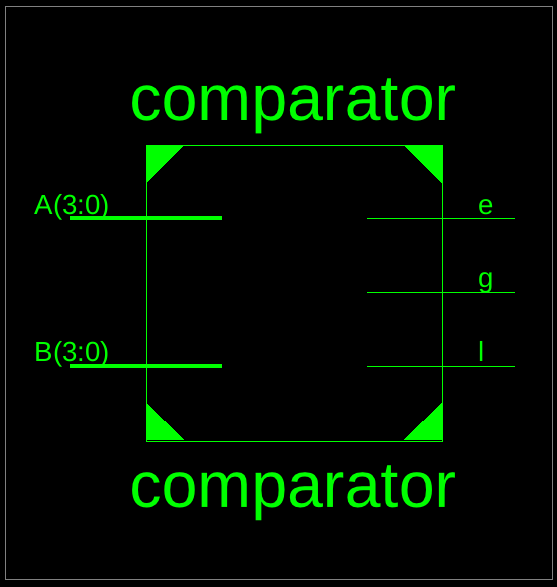 comparator
A(3:0)
e
g
B(3:0)
l
comparator